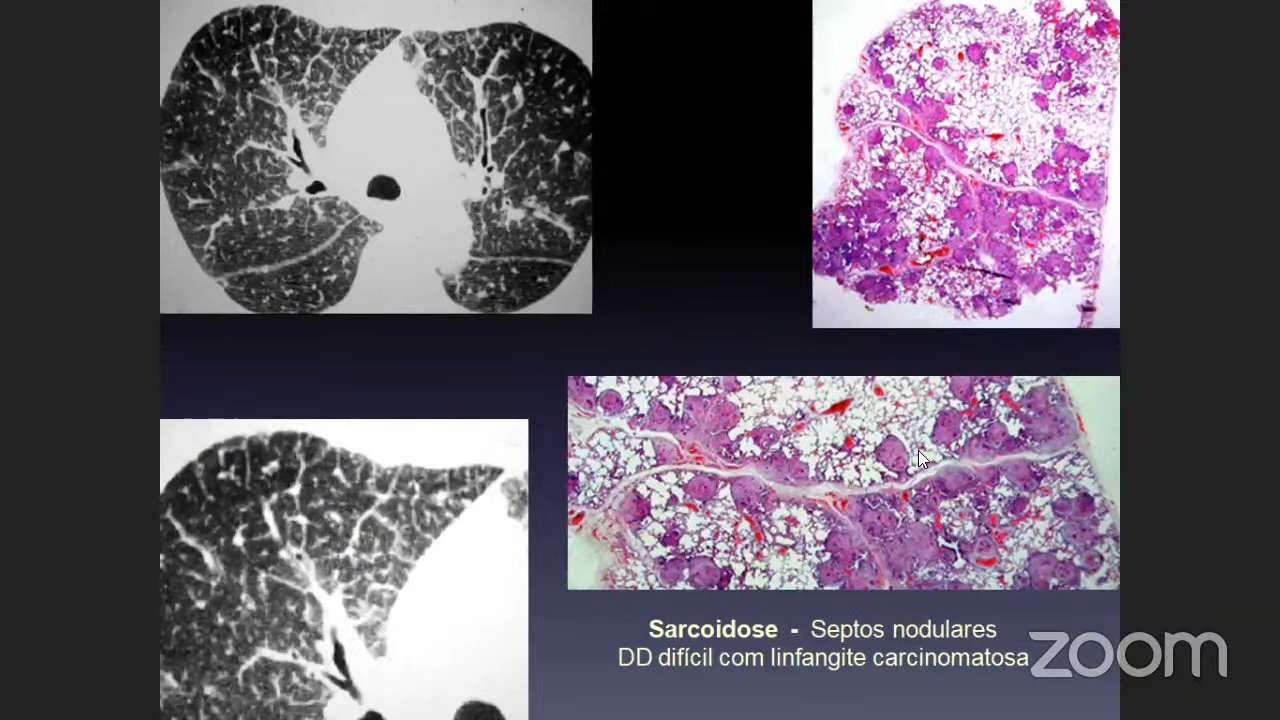 Sarcoidose - Septos nodulares
DD difícil com linfangite carcinomatosa
zoom